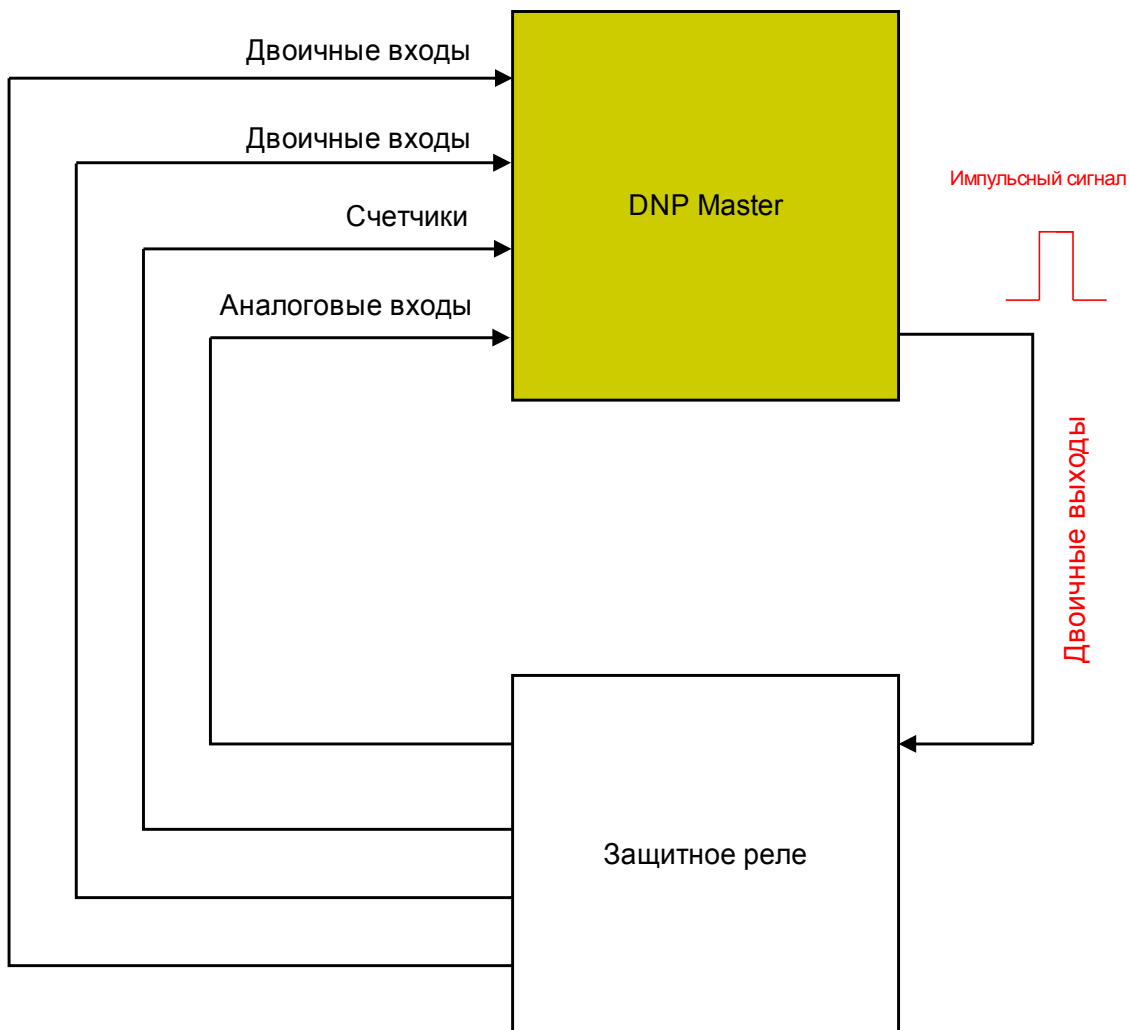 Двоичные входы
Двоичные входы
Счетчики
Аналоговые входы
DNP Master
Импульсный сигнал
Двоичные выходы
Защитное реле